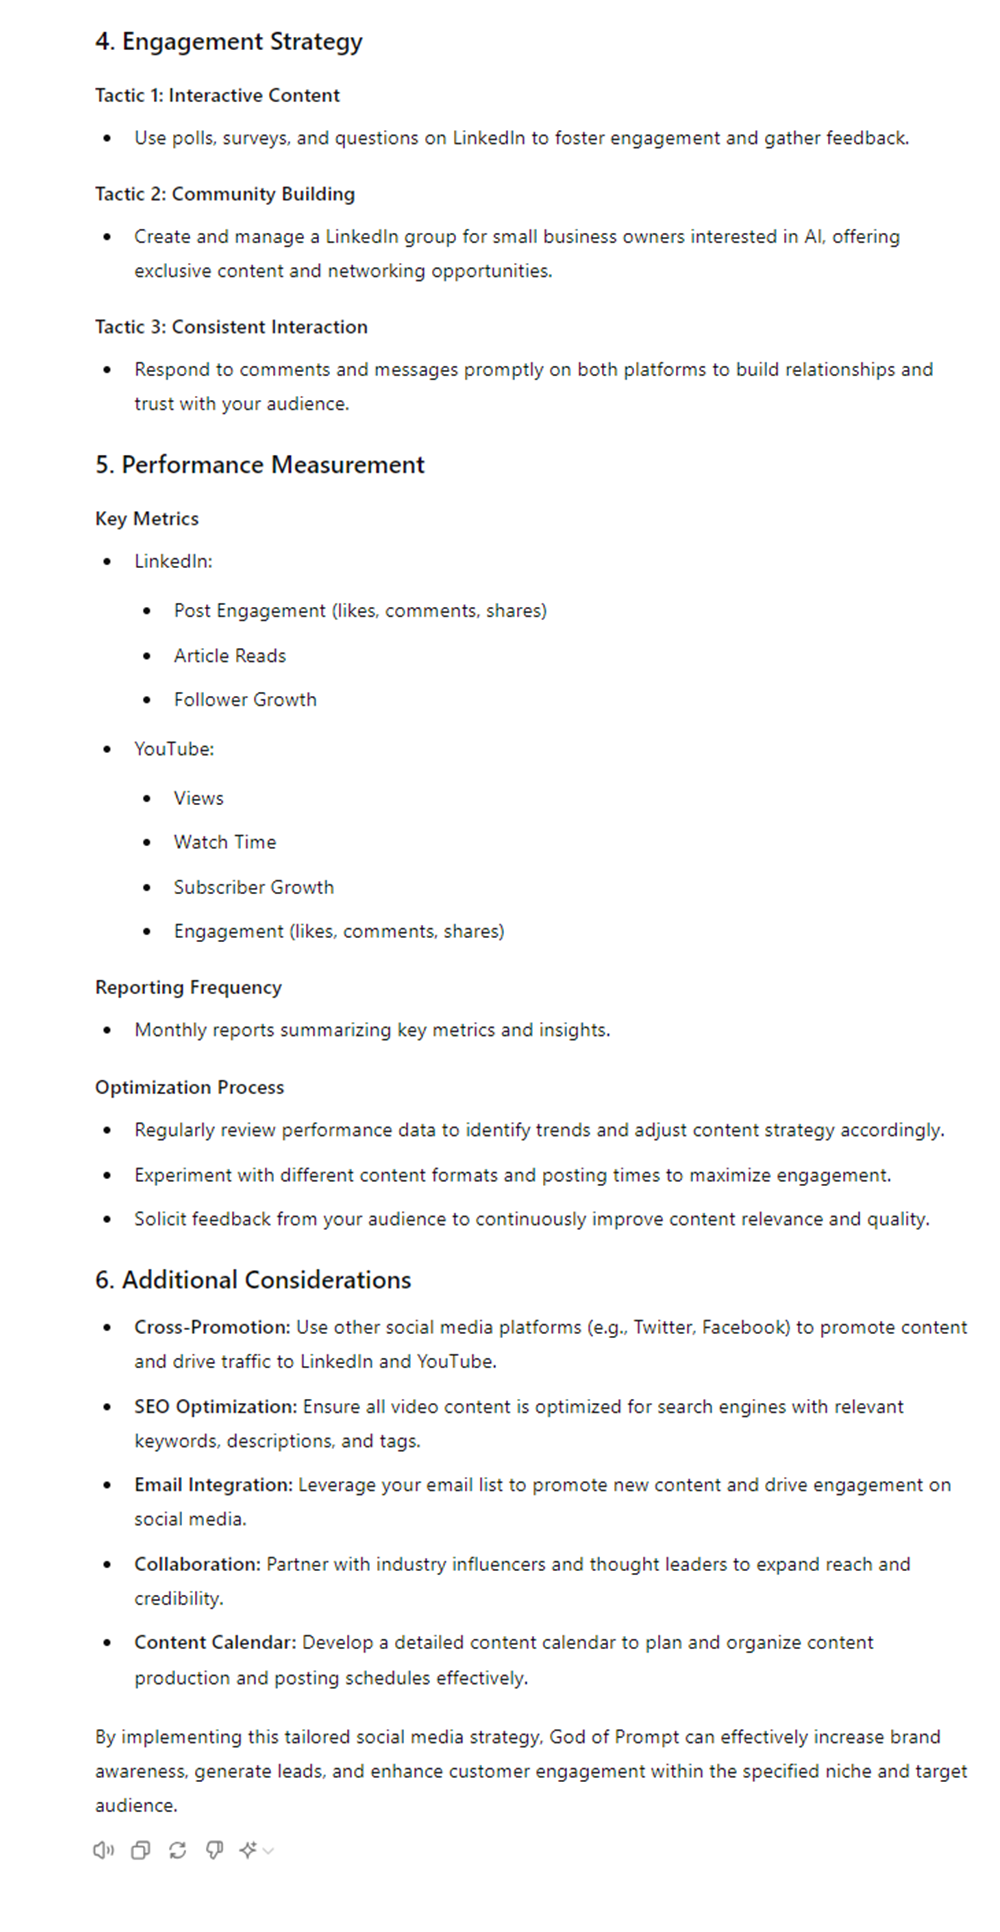 4. Engagement Strategy
Tactic 1: Interactive Content
• Use polls, surveys, and questions on LinkedIn to foster engagement and gather feedback.
Tactic 2: Community Building
• Create and manage a LinkedIn group for small business owners interested in AI, offering
exclusive content and networking opportunities.
Tactic 3: Consistent Interaction
• Respond to comments and messages promptly on both platforms to build relationships and
trust with your audience.
5. Performance Measurement
Key Metrics
• LinkedIn:
• Post Engagement (likes, comments, shares)
• Article Reads
• Follower Growth
• YouTube:
• Views
• Watch Time
• Subscriber Growth
• Engagement (likes, comments, shares)
Reporting Frequency
• Monthly reports summarizing key metrics and insights.
Optimization Process
• Regularly review performance data to identify trends and adjust content strategy accordingly.
• Experiment with different content formats and posting times to maximize engagement.
• Solicit feedback from your audience to continuously improve content relevance and quality.
6. Additional Considerations
• Cross-Promotion: Use other social media platforms (e.g., Twitter, Facebook) to promote content
and drive traffic to LinkedIn and YouTube.
• SEO Optimization: Ensure all video content is optimized for search engines with relevant
keywords, descriptions, and tags.
• Email Integration: Leverage your email list to promote new content and drive engagement on
social media.
• Collaboration: Partner with industry influencers and thought leaders to expand reach and
credibility.
• Content Calendar: Develop a detailed content calendar to plan and organize content
production and posting schedules effectively.
By implementing this tailored social media strategy, God of Prompt can effectively increase brand
awareness, generate leads, and enhance customer engagement within the specified niche and target
audience.